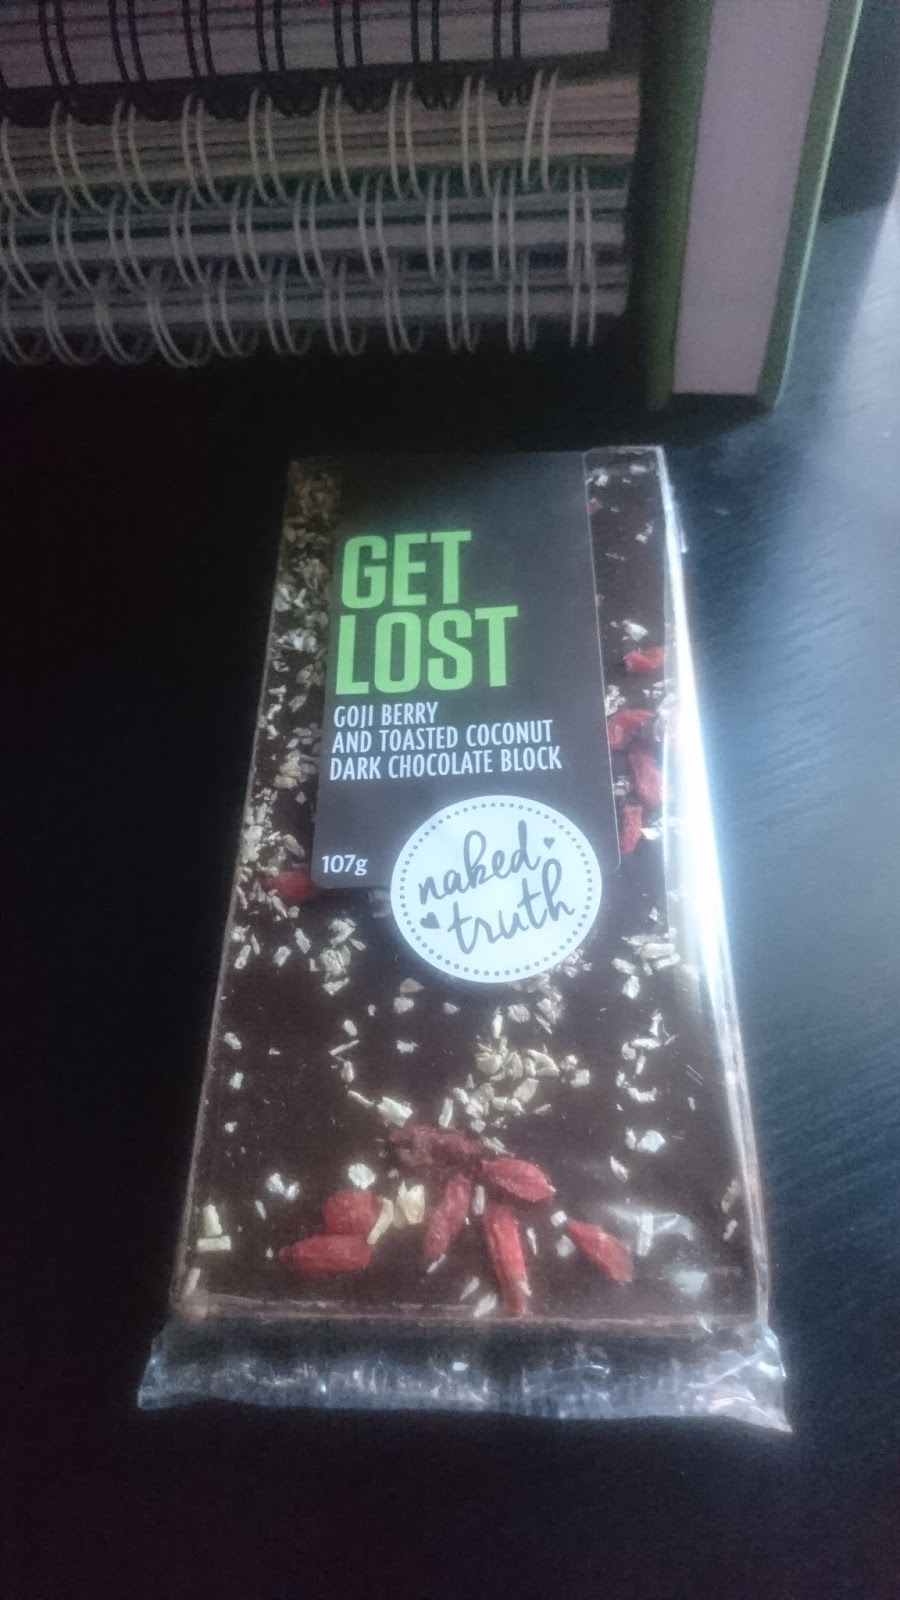 GET
LOST
GOJI BERRY
AND TOASTED COCONUT
DARK CHOCOLATE BLOCK
107g
naked
truth